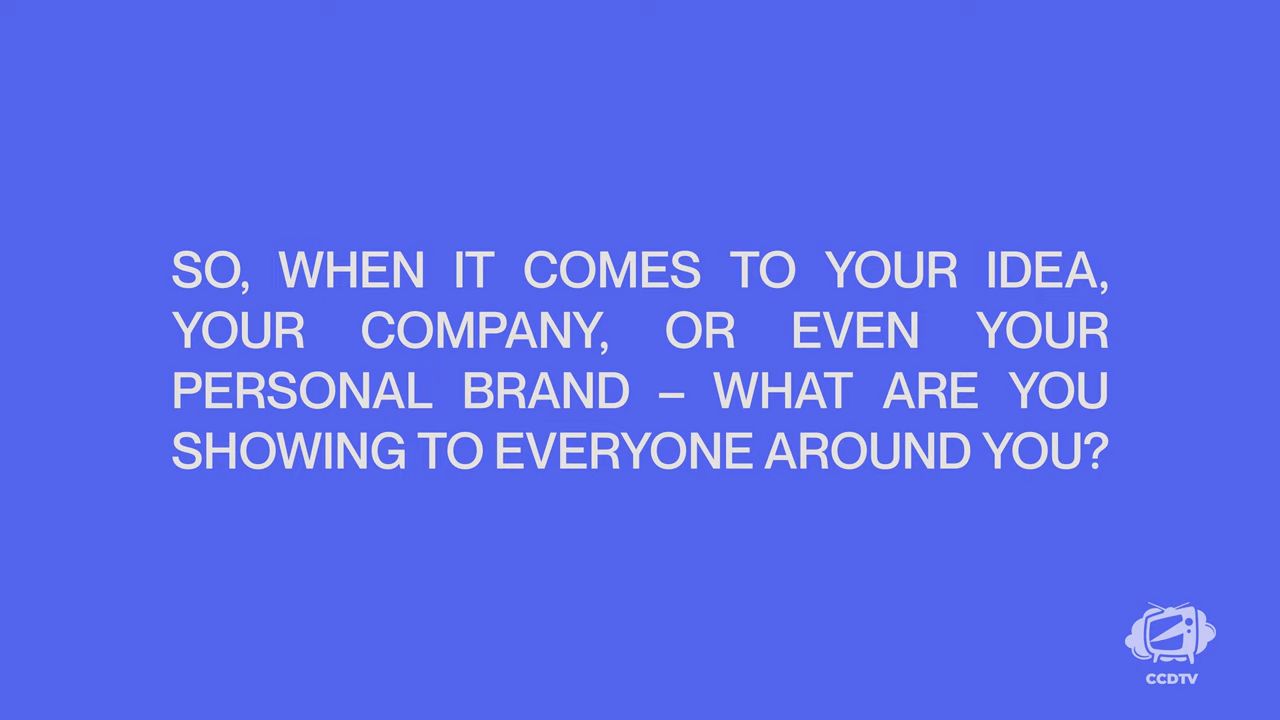 SO, WHEN IT COMES TO YOUR IDEA,
YOUR COMPANY, OR EVEN YOUR
PERSONAL BRAND – WHAT ARE YOU
SHOWING TO EVERYONE AROUND YOU?
CCDTV